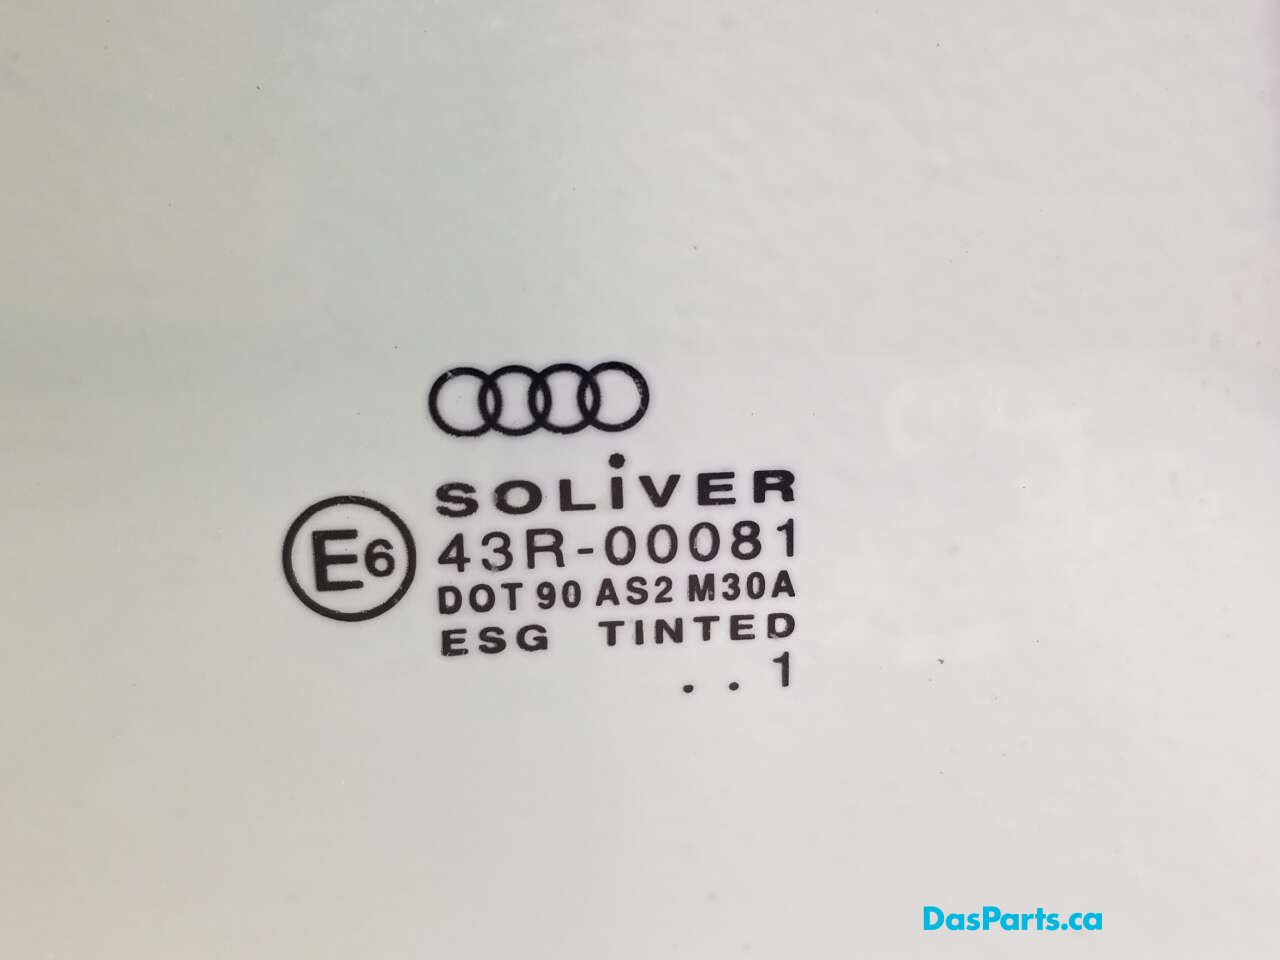 SOLiVER
E6
43R-00081
DOT 90 AS2 M30A
ESG TINTED
. . 1
DasParts.ca